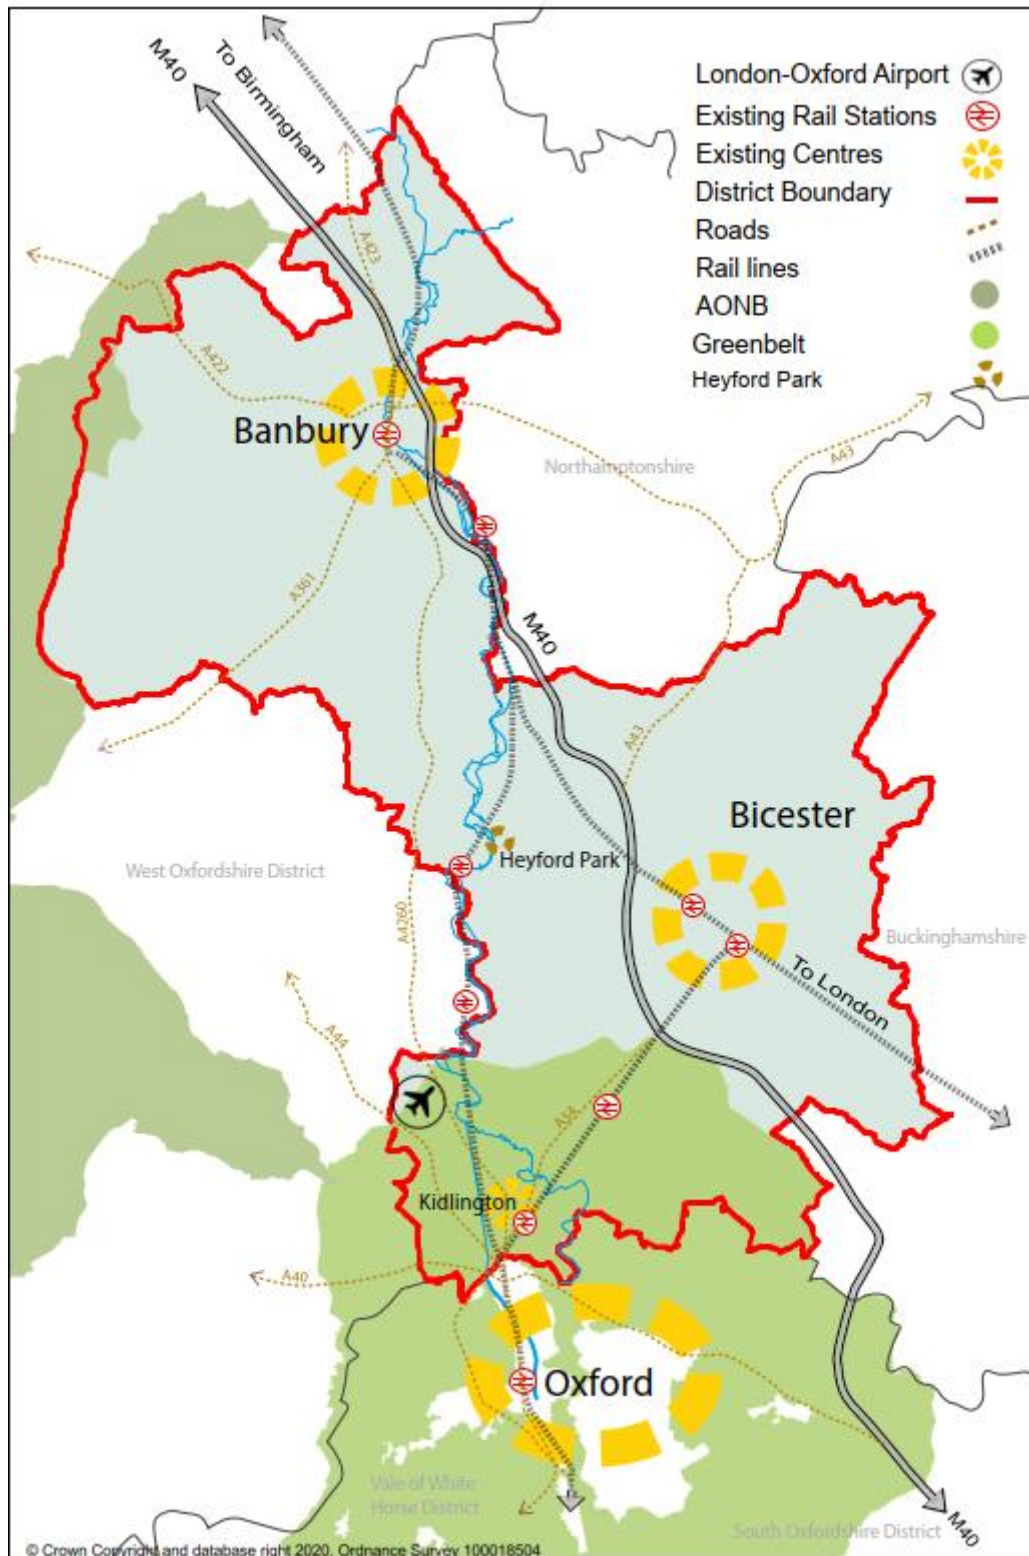 M40
To Birmingham
London-Oxford Airport
Existing Rail Stations
Existing Centres
District Boundary
Roads
Rail lines
AONB
Greenbelt
Heyford Park
A423
A422
Banbury
Northamptonshire
A43
A361
M40
A43
Bicester
Heyford Park
West Oxfordshire District
A4260
Buckinghamshire
To London
A44
A34
Kidlington
A40
Oxford
Vale of White
Horse District
South Oxfordshire District
M40
© Crown Copyright and database right 2020. Ordnance Survey 100018504